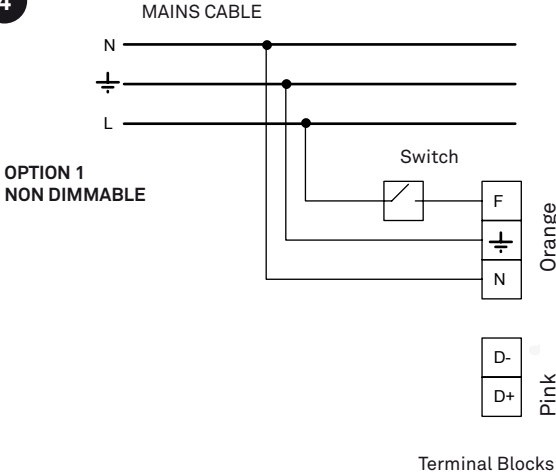 4
MAINS CABLE
N
L
OPTION 1
NON DIMMABLE
Switch
F
N
Orange
D-
D+
Pink
Terminal Blocks